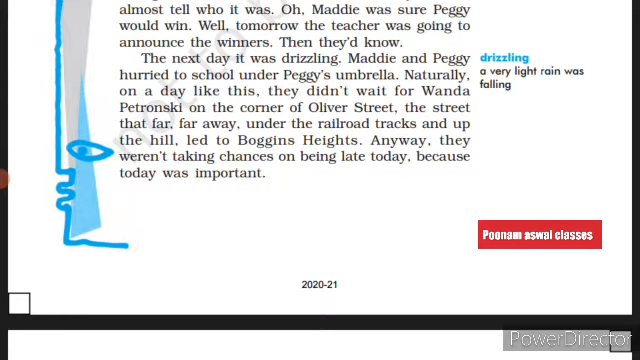 almost tell who it was. Oh, Maddie was sure Peggy
would win. Well, tomorrow the teacher was going to
announce the winners. Then they'd know.
The next day it was drizzling. Maddie and Peggy
hurried to school under Peggy's umbrella. Naturally,
on a day like this, they didn't wait for Wanda
Petronski on the corner of Oliver Street, the street
that far, far away, under the railroad tracks and up
the hill, led to Boggins Heights. Anyway, they
weren't taking chances on being late today, because
today was important.
drizzling
a very light rain was
falling
not to b
Poonam aswal classes
2020-21
PowerDirector